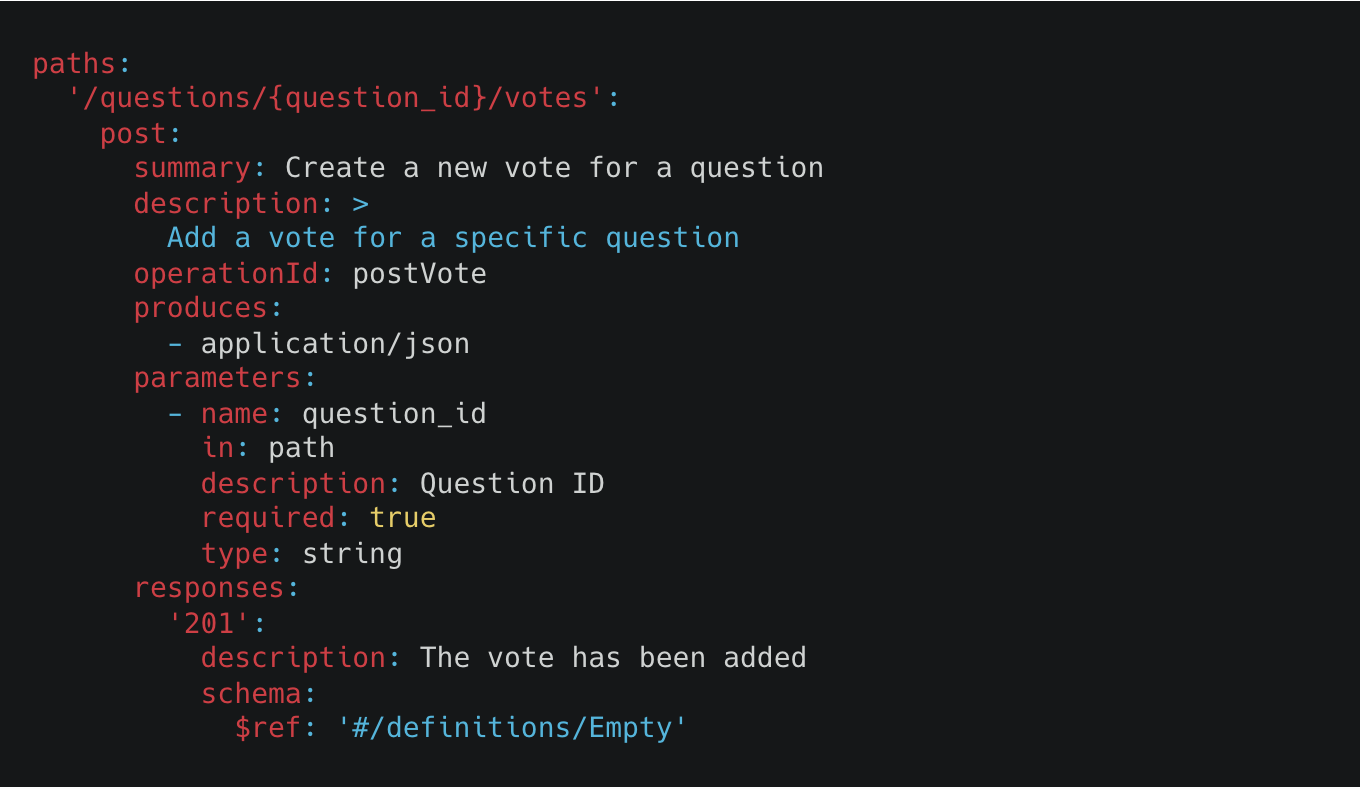 paths:
  '/questions/{question_id}/votes':
    post:
      summary: Create a new vote for a question
      description: >
        Add a vote for a specific question
      operationId: postVote
      produces:
        - application/json
      parameters:
        - name: question_id
          in: path
          description: Question ID
          required: true
          type: string
      responses:
        '201':
          description: The vote has been added
          schema:
            $ref: '#/definitions/Empty'